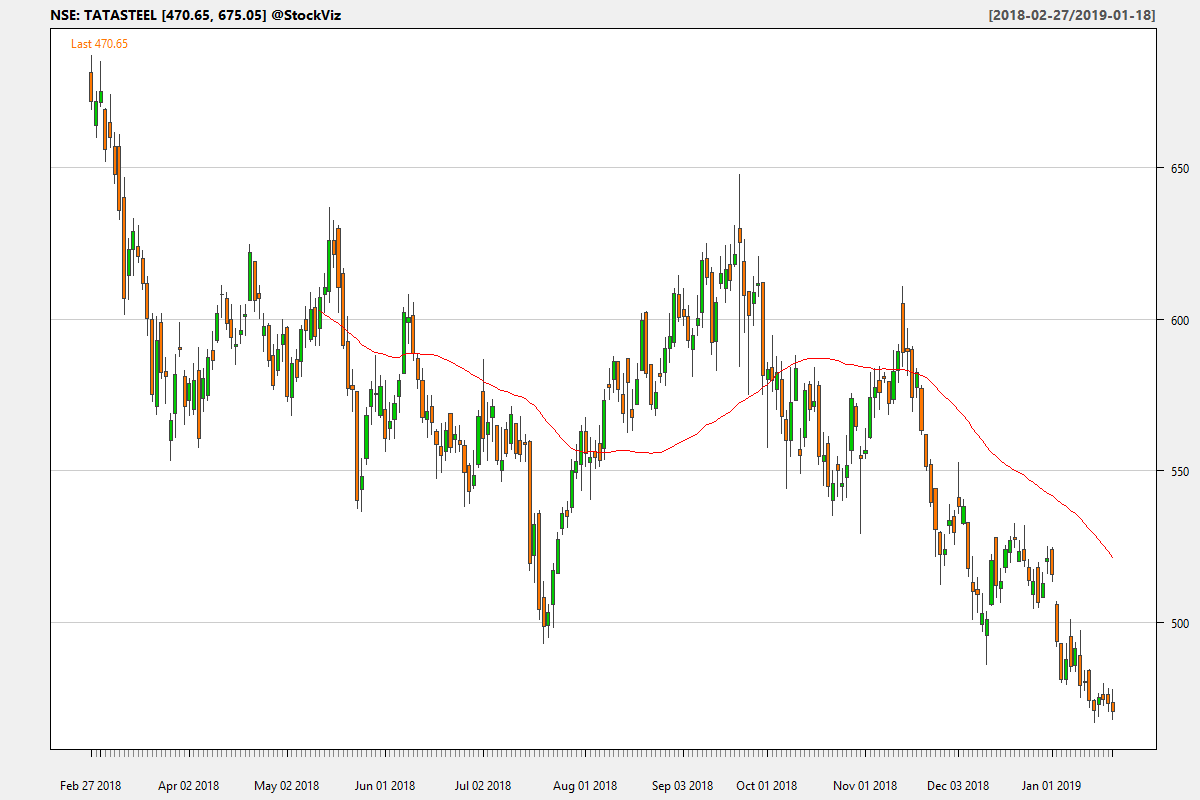 NSE: TATASTEEL [470.65, 675.05] @StockViz
[2018-02-27/2019-01-18]
Last 470.65
650
600
550
500
Feb 27 2018
Apr 02 2018
May 02 2018
Jun 01 2018
Jul 02 2018
Aug 01 2018
Sep 03 2018
Oct 01 2018
Nov 01 2018
Dec 03 2018
Jan 01 2019